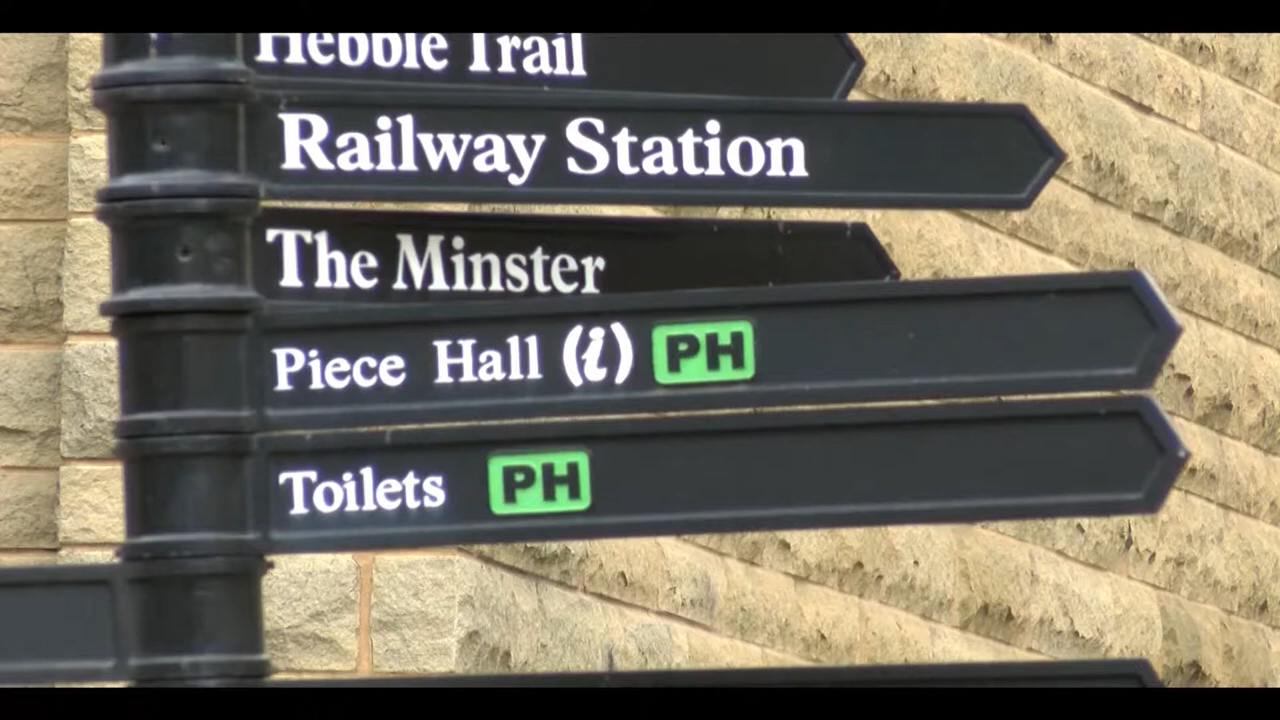 Hebble Trail
Railway Station
The Minster
Piece Hall (i) PH
Toilets PH